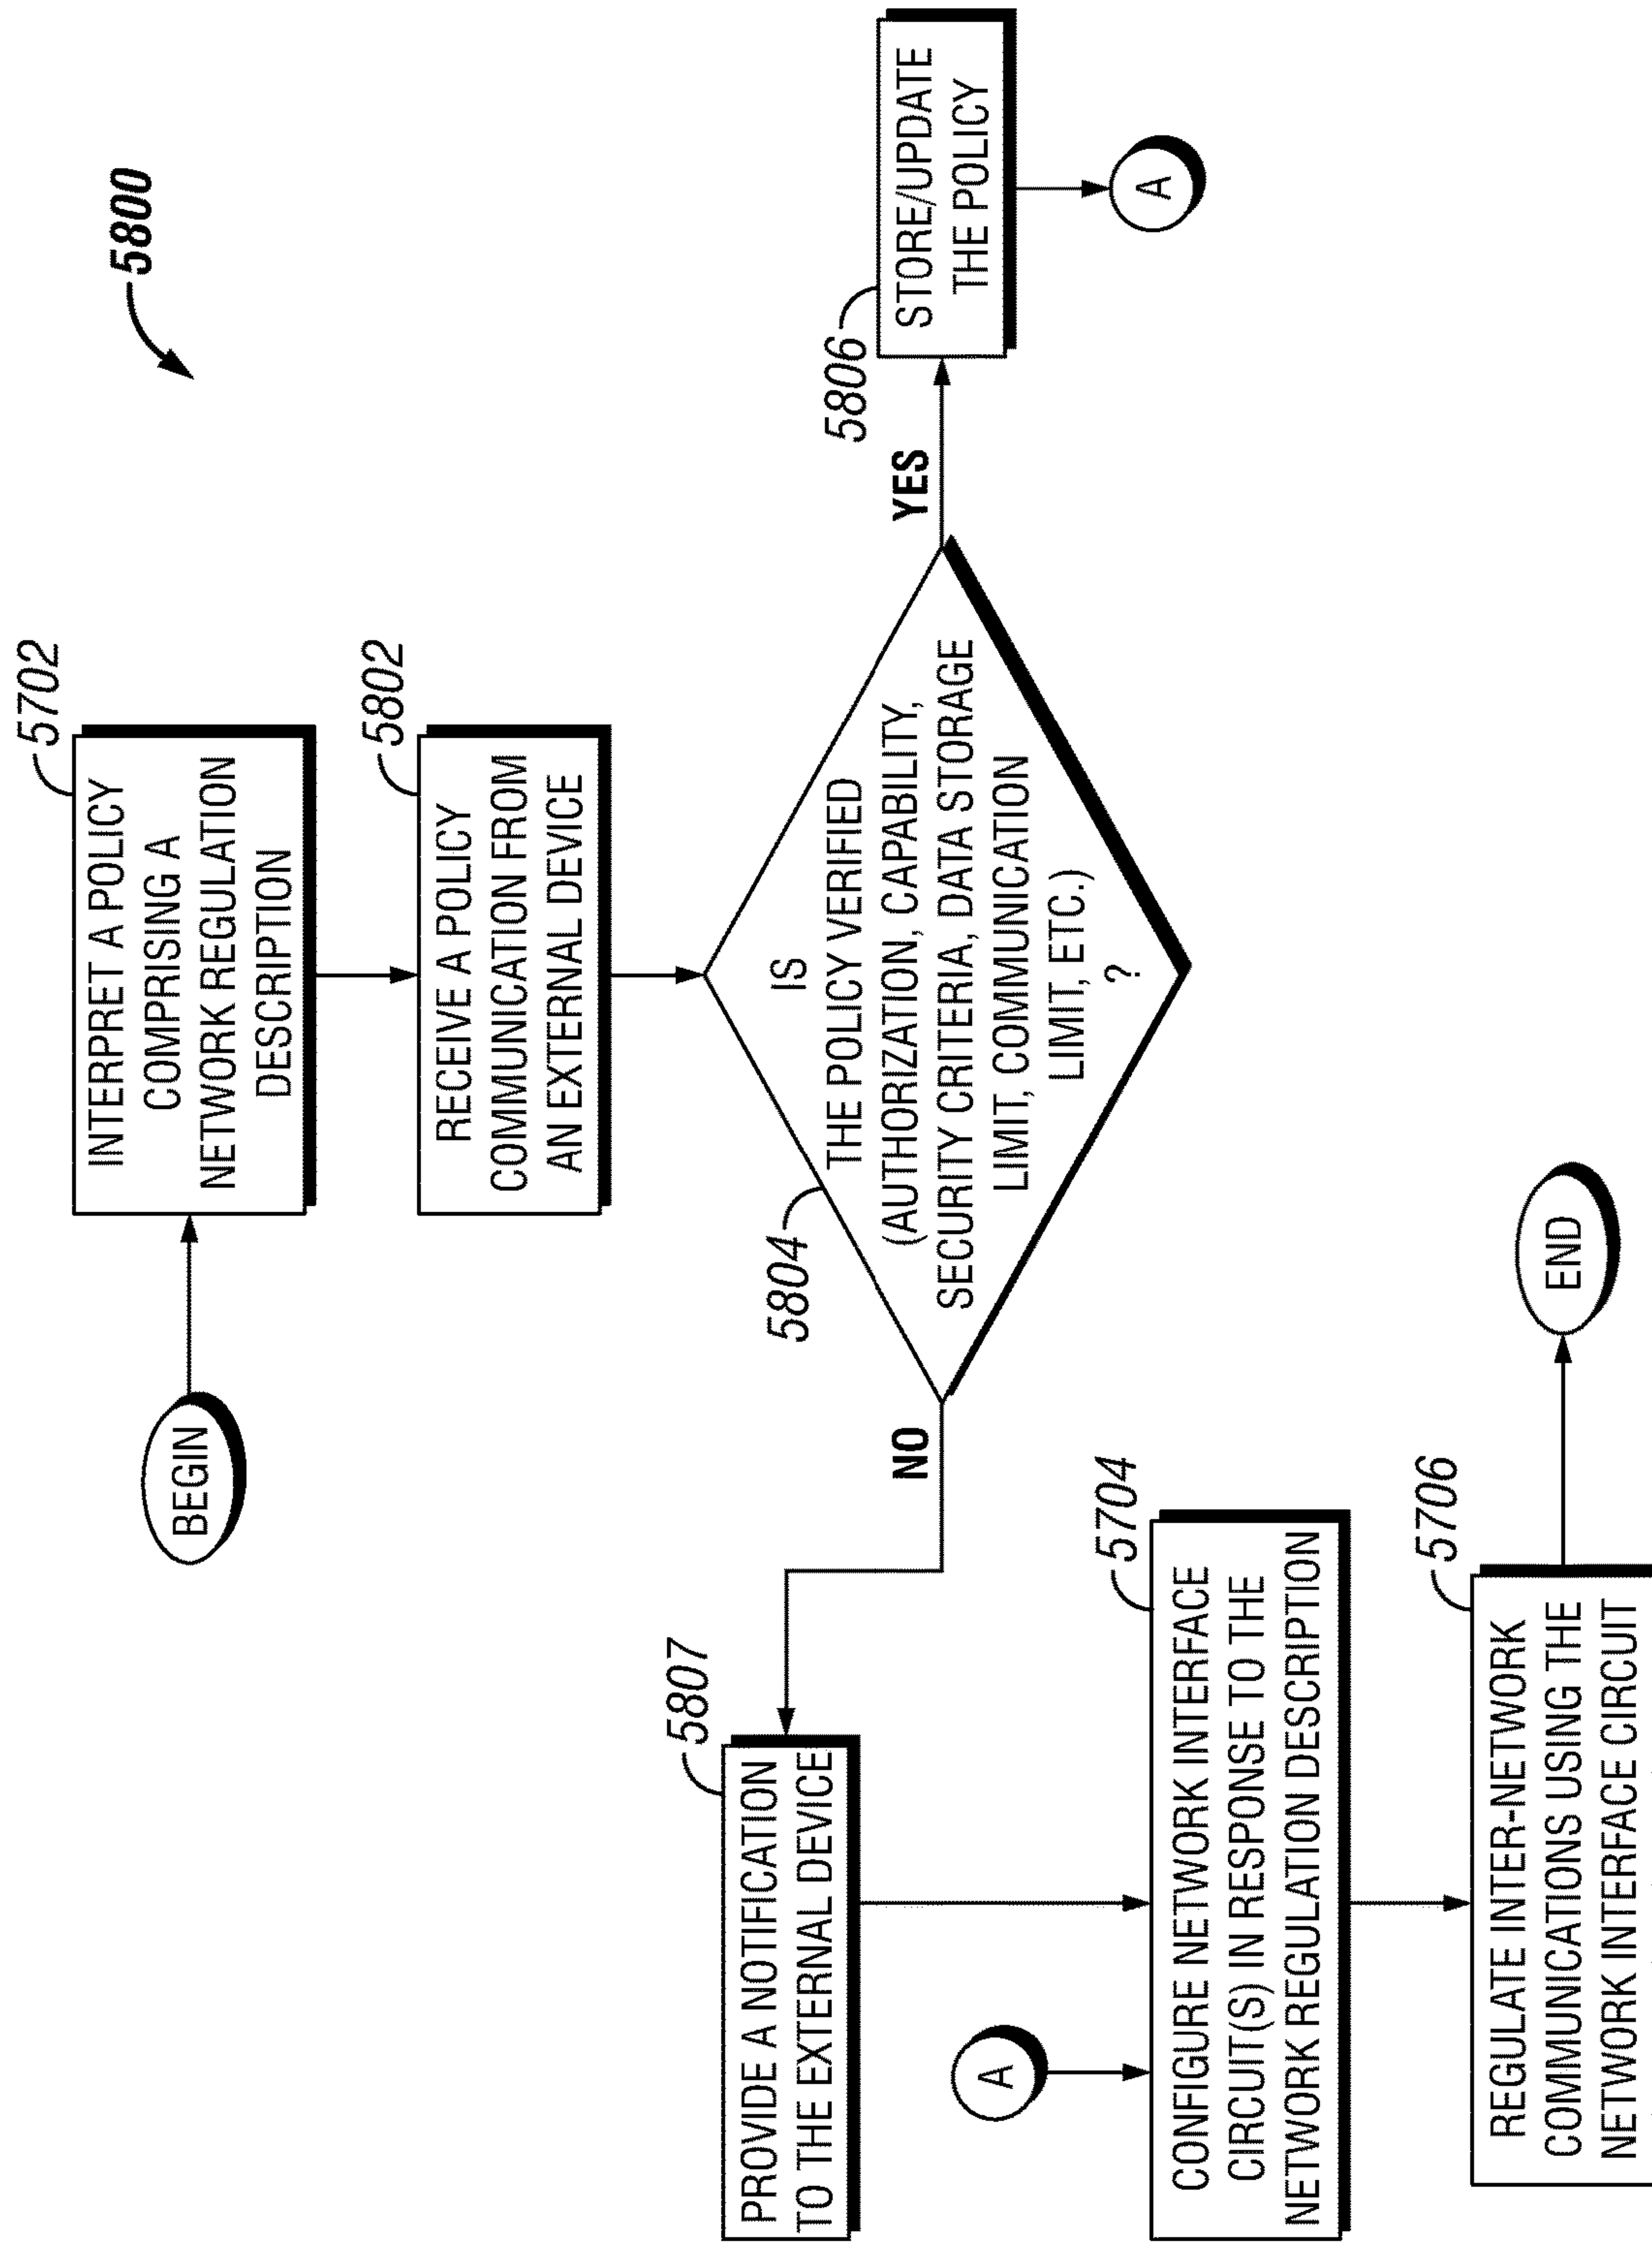 5800
BEGIN
5702
INTERPRET A POLICY
COMPRISING A
NETWORK REGULATION
DESCRIPTION
5802
RECEIVE A POLICY
COMMUNICATION FROM
AN EXTERNAL DEVICE
5804
IS
THE POLICY VERIFIED
(AUTHORIZATION, CAPABILITY,
SECURITY CRITERIA, DATA STORAGE
LIMIT, COMMUNICATION
LIMIT, ETC.)
?
YES
5806
STORE/UPDATE
THE POLICY
A
NO
5807
PROVIDE A NOTIFICATION
TO THE EXTERNAL DEVICE
A
5704
CONFIGURE NETWORK INTERFACE
CIRCUIT(S) IN RESPONSE TO THE
NETWORK REGULATION DESCRIPTION
5706
REGULATE INTER-NETWORK
COMMUNICATIONS USING THE
NETWORK INTERFACE CIRCUIT
END